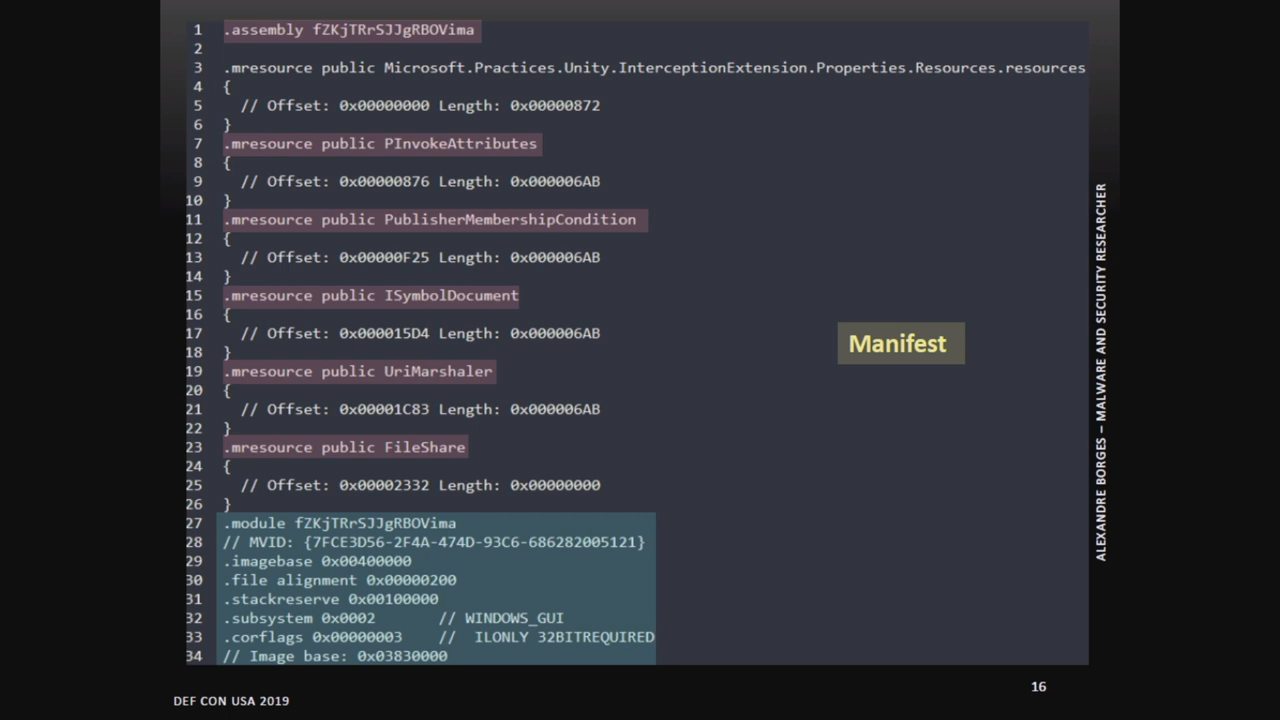 1 .assembly fZKjTRrSJJgRBOVima
2
3 .mresource public Microsoft.Practices.Unity.InterceptionExtension.Properties.Resources.resources
4 {
5 // Offset: 0x00000000 Length: 0x00000872
6 }
7 .mresource public PInvokeAttributes
8 {
9 // Offset: 0x00000876 Length: 0x000006AB
10 }
11 .mresource public PublisherMembershipCondition
12 {
13 // Offset: 0x00000F25 Length: 0x000006AB
14 }
15 .mresource public ISymbolDocument
16 {
17 // Offset: 0x000015D4 Length: 0x000006AB
18 }
19 .mresource public UriMarshaler
20 {
21 // Offset: 0x00001C83 Length: 0x000006AB
22 }
23 .mresource public FileShare
24 {
25 // Offset: 0x00002332 Length: 0x00000000
26 }
27 .module fZKjTRrSJJgRBOVima
28 // MVID: {7FCE3D56-2F4A-474D-93C6-686282005121}
29 .imagebase 0x00400000
30 .file alignment 0x00000200
31 .stackreserve 0x00100000
32 .subsystem 0x0002 // WINDOWS_GUI
33 .corflags 0x00000003 // ILONLY 32BITREQUIRED
34 // Image base: 0x03830000
Manifest
ALEXANDRE BORGES – MALWARE AND SECURITY RESEARCHER
DEF CON USA 2019
16